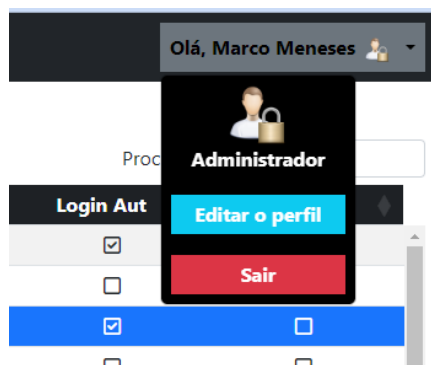 Olá, Marco Meneses
Administrador
Proc
Login Aut
Editar o perfil
Sair